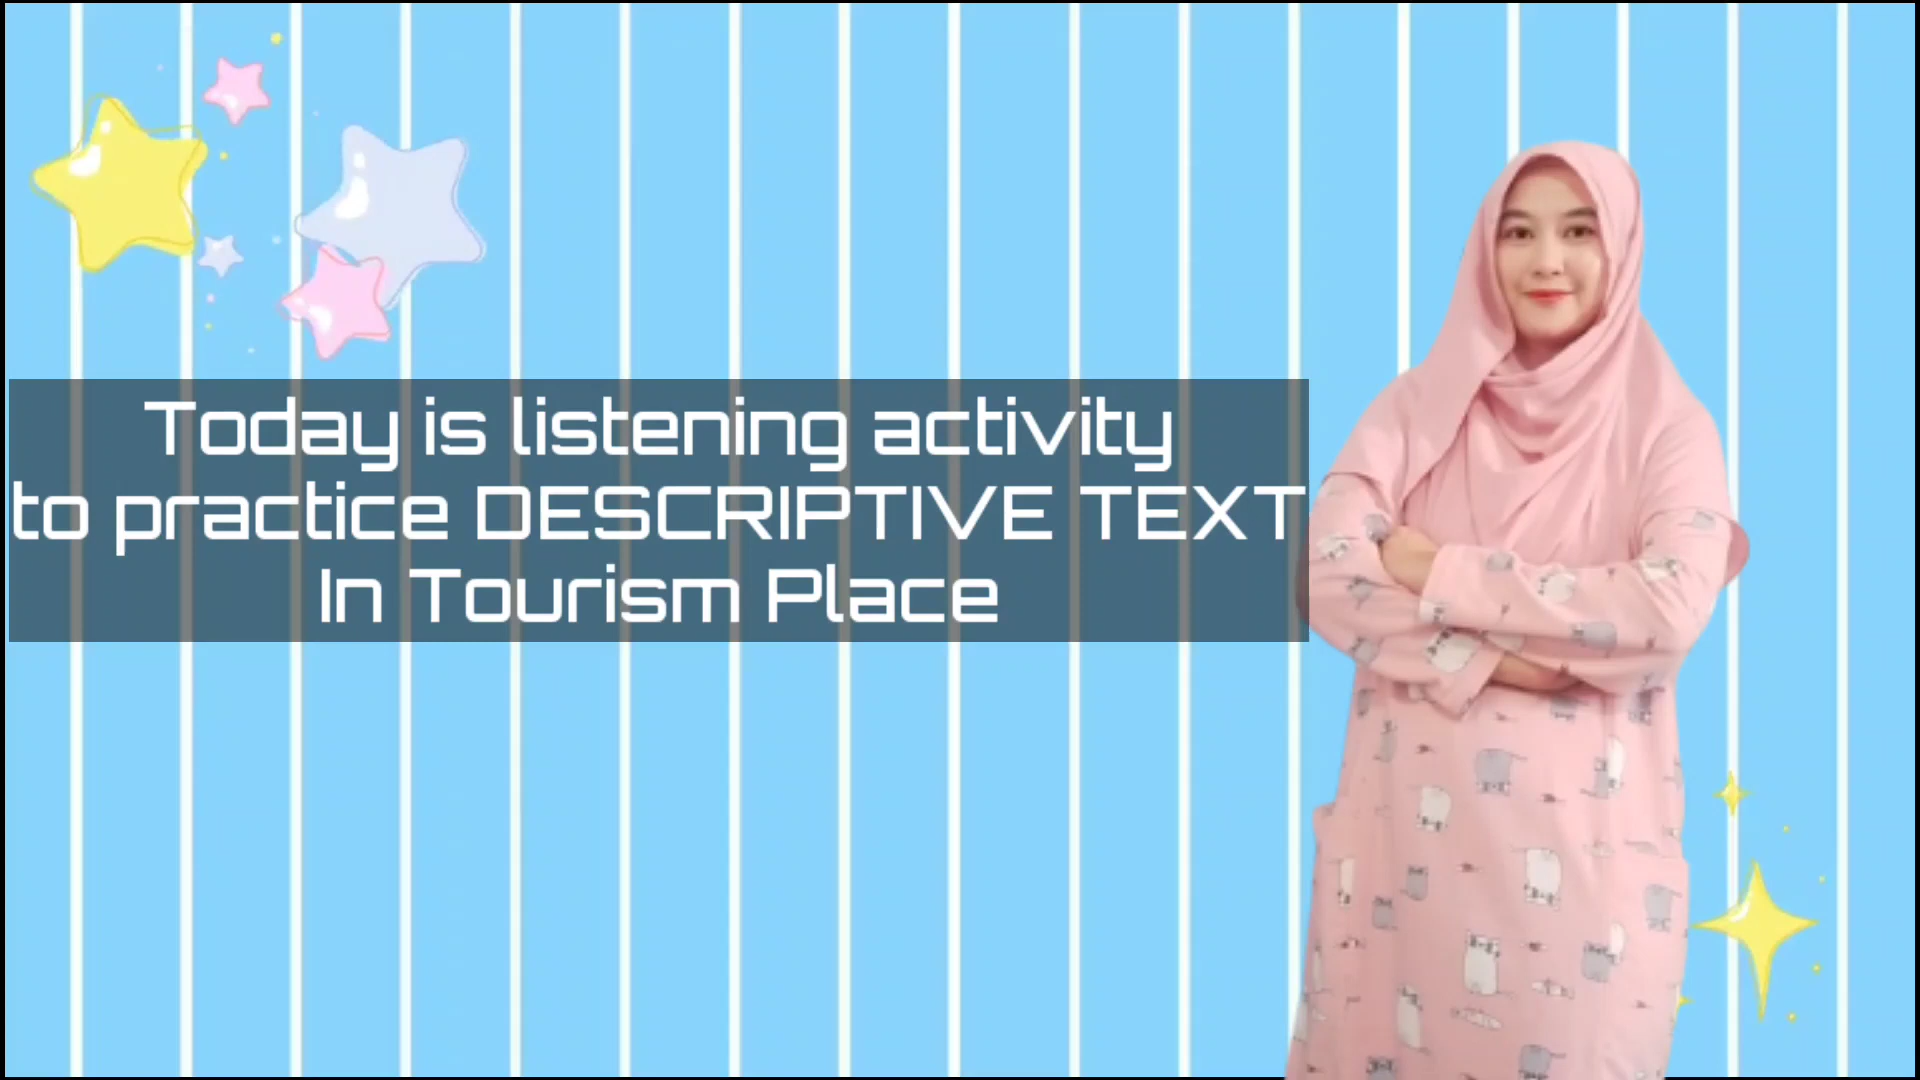 Today is listening activity
to practice DESCRIPTIVE TEXT
In Tourism Place